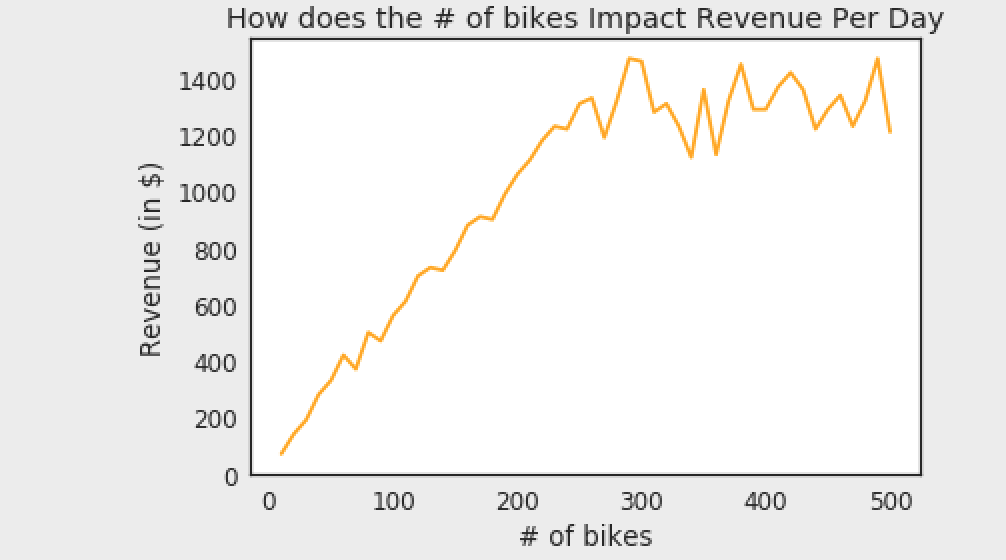 How does the # of bikes Impact Revenue Per Day
1400
1200
1000
800
600
400
200
0
Revenue (in $)
0 100 200 300 400 500
# of bikes